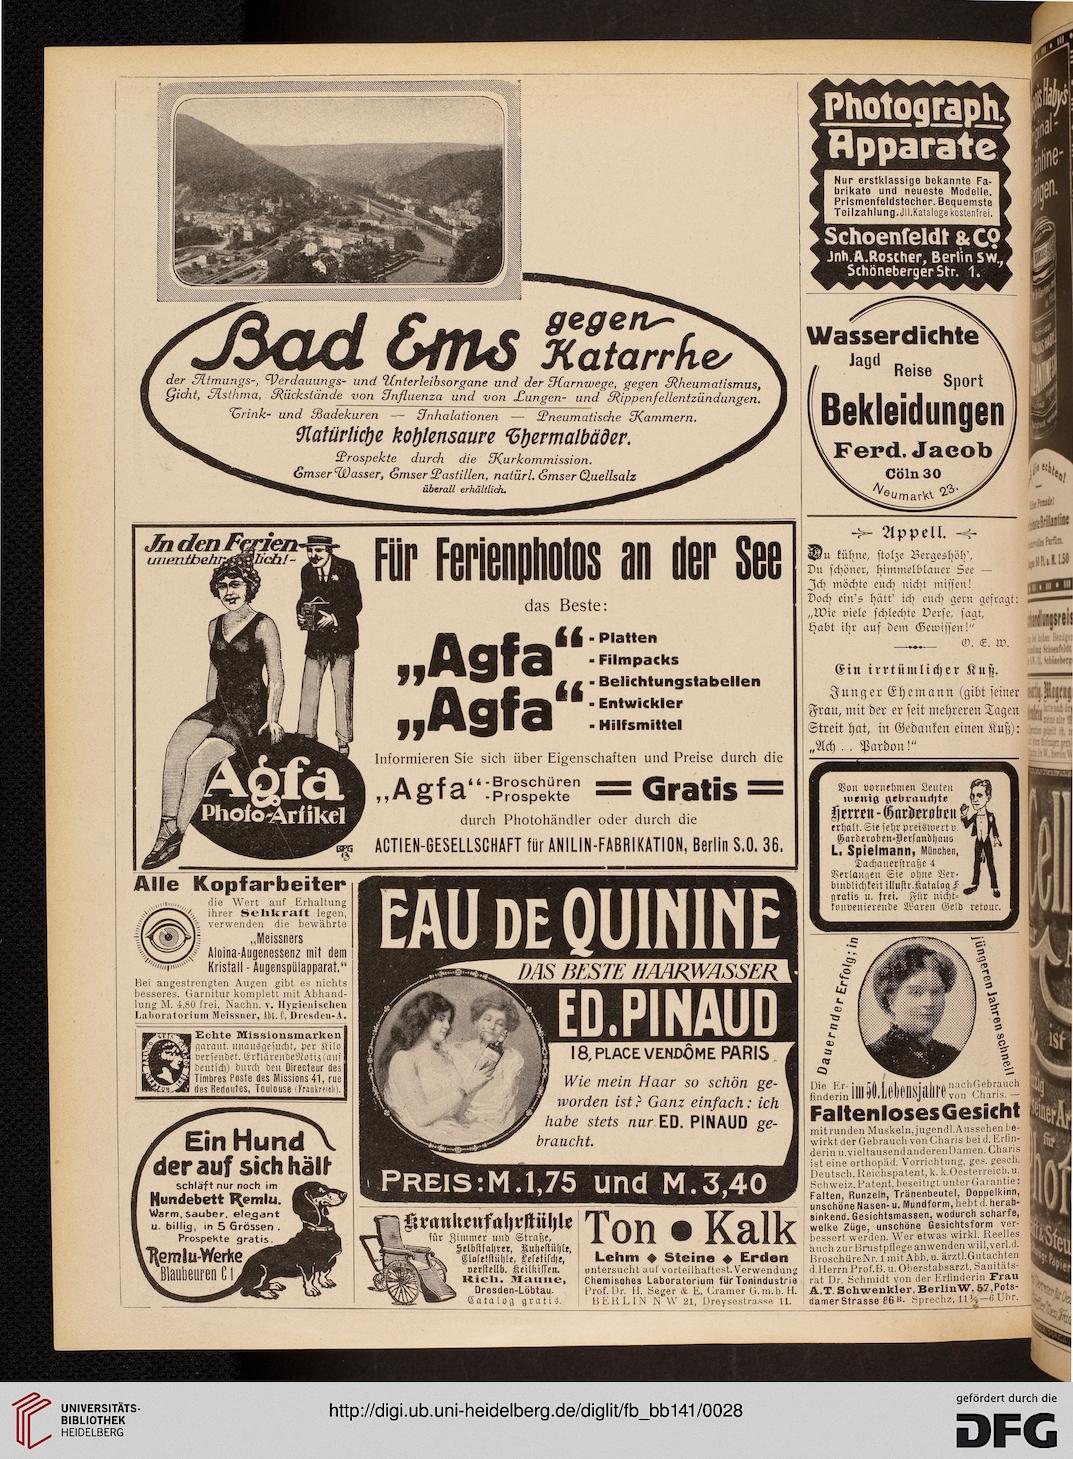 Bad Ems gegen
Katarrhe
der Atmungs-, Verdauungs- und Unterleibsorgane und der Harnwege, gegen Rheumatismus,
Gicht, Asthma, Rückstände von Influenza und von Lungen- und Rippenfellentzündungen.
Trink- und Badekuren — Inhalationen — Pneumatische Kammern.
Natürliche kohlensaure Thermalbäder.
Prospekte durch die Kurkommission.
Emser Wasser, Emser Pastillen, natürl. Emser Quellsalz
überall erhältlich.
In den Ferien
unentbehrlich!-
Agfa
Photo-Artikel
Für Ferienphotos an der See
das Beste:
„Agfa“ - Platten
- Filmpacks
- Belichtungstabellen
„Agfa“ - Entwickler
- Hilfsmittel
Informieren Sie sich über Eigenschaften und Preise durch die
„Agfa“ -Broschüren
-Prospekte = Gratis =
durch Photohändler oder durch die
ACTIEN-GESELLSCHAFT für ANILIN-FABRIKATION, Berlin S.O. 36.
Alle Kopfarbeiter
die Wert auf Erhaltung
ihrer Sehkraft legen,
verwenden die bewährte
„Meissners
Aloina-Augenessenz mit dem
Kristall - Augenspülapparat.“
Bei angestrengten Augen gibt es nichts
besseres. Garnitur komplett mit Abhand-
lung M. 4,80 frei, Nachn. v. Hygienischen
Laboratorium Meissner, Abt. C, Dresden-A.
Echte Missionsmarken
garant. unausgesucht, per Kilo
versendet. Erklärende Notiz (auf
deutsch) durch den Directeur des
Timbres Poste des Missions 41, rue
des Redoutes, Toulouse (Frankreich).
Ein Hund
der auf sich hält
schläft nur noch im
Hundebett Remlu.
Warm, sauber, elegant
u. billig, in 5 Grössen.
Prospekte gratis.
Remlu-Werke
Blaubeuren C 1
EAU DE QUININE
DAS BESTE HAARWASSER
ED. PINAUD
18, PLACE VENDÔME PARIS
Wie mein Haar so schön ge-
worden ist? Ganz einfach: ich
habe stets nur ED. PINAUD ge-
braucht.
PREIS: M. 1,75 und M. 3,40
Krankenfahrstühle
für Zimmer und Straße,
Selbstfahrer, Ruhestühle,
Closetstühle, Lesetische,
verstellb. Keilkissen.
Rich. Maune,
Dresden-Löbtau.
Catalog gratis.
Ton • Kalk
Lehm ◆ Steine ◆ Erden
untersucht auf vorteilhaftest. Verwendung
Chemisches Laboratorium für Tonindustrie
Prof. Dr. H. Seger & E. Cramer G. m. b. H.
BERLIN NW 21, Dreysestrasse 11.
Photograph.
Apparate
Nur erstklassige bekannte Fa-
brikate und neueste Modelle.
Prismenfeldstecher. Bequemste
Teilzahlung. Ill. Kataloge kostenfrei.
Schoenfeldt & Co
Inh. A. Roscher, Berlin SW.,
Schöneberger Str. 1.
Wasserdichte
Jagd Reise Sport
Bekleidungen
Ferd. Jacob
Cöln 30
Neumarkt 23.
Appell.
Du kühne, stolze Bergeshöh',
Du schöner, himmelblauer See —
Ich möchte euch nicht missen!
Doch ein's hätt' ich euch gern gefragt:
„Wie viele schlechte Verse, sagt,
Habt ihr auf dem Gewissen!“
O. E. W.
Ein irrtümlicher Kuß.
Junger Ehemann (gibt seiner
Frau, mit der er seit mehreren Tagen
Streit hat, in Gedanken einen Kuß):
„Ach . . Pardon!“
Von vornehmen Leuten
wenig gebrauchte
Herren-Garderoben
erhalt. Sie sehr preiswert v.
Garderoben-Versandhaus
L. Spielmann, München,
Dachauerstraße 4
Verlangen Sie ohne Ver-
bindlichkeit illustr. Katalog
gratis u. frei. Für nicht-
konvenierende Waren Geld retour.
Dauernder Erfolg; in
jüngeren Jahren schnell
Die Er-
finderin im 50. Lebensjahre nach Gebrauch
von Charis. —
Faltenloses Gesicht
mit runden Muskeln, jugendl. Aussehen be-
wirkt der Gebrauch von Charis bei d. Erfin-
derin u. vieltausend anderen Damen. Charis
ist eine orthopäd. Vorrichtung, ges. gesch.
Deutsch. Reichspatent, k. k. Oesterreich. u.
Schweiz. Patent, beseitigt unter Garantie:
Falten, Runzeln, Tränenbeutel, Doppelkinn,
unschöne Nasen- u. Mundform, hebt d. herab-
sinkend. Gesichtsmassen, wodurch scharfe,
welke Züge, unschöne Gesichtsform ver-
bessert werden. Wer etwas wirkl. Reelles
auch zur Brustpflege anwenden will, verl. d.
Broschüre Nr. 1 mit Abb. u. ärztl. Gutachten
d. Herrn Prof. B. u. Oberstabsarzt, Sanitäts-
rat Dr. Schmidt von der Erfinderin Frau
A. T. Schwenkler, Berlin W. 57, Pots-
damer Strasse 86 B. Sprechz. 11½—6 Uhr.
UNIVERSITÄTS-
BIBLIOTHEK
HEIDELBERG
http://digi.ub.uni-heidelberg.de/diglit/fb_bb141/0028
gefördert durch die
DFG